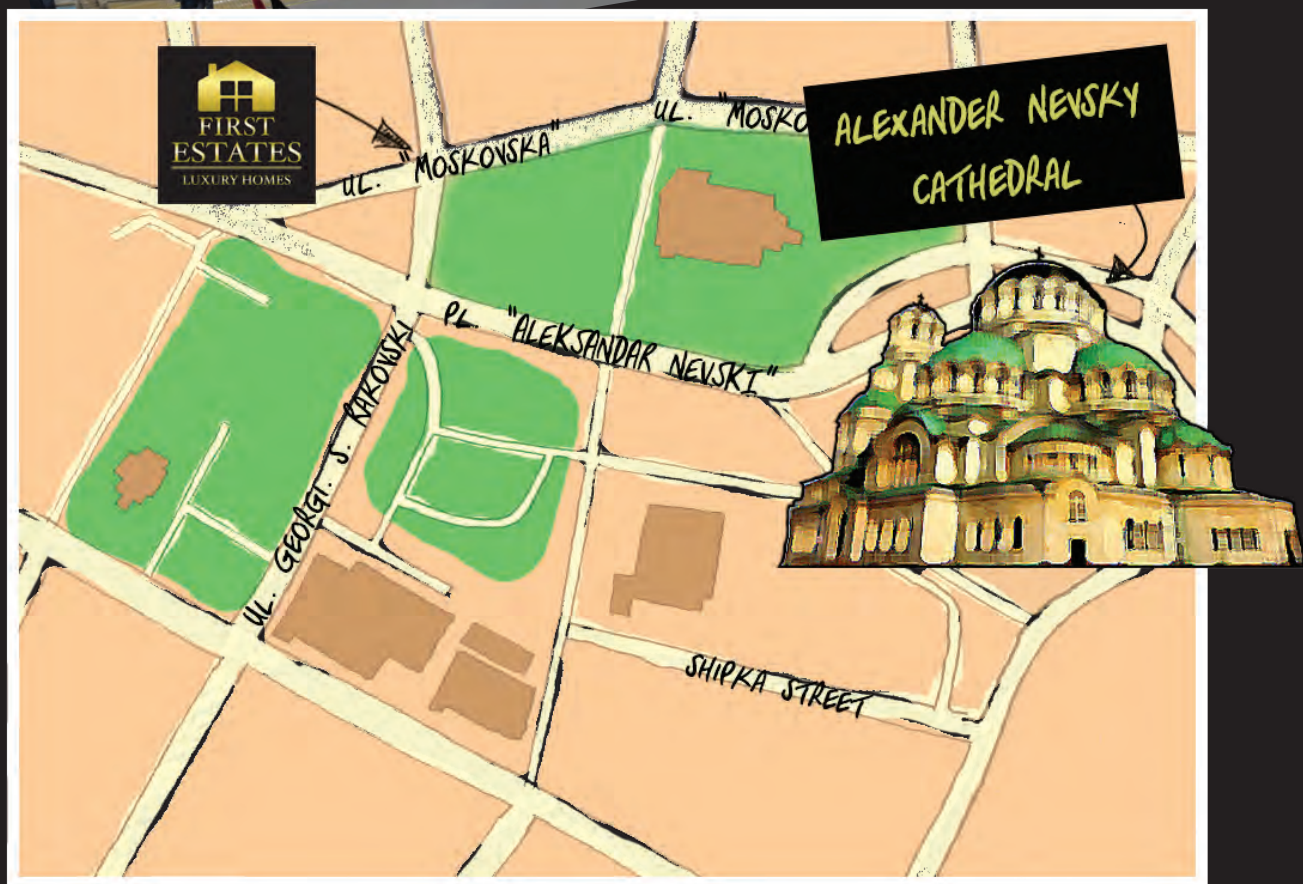 FIRST
ESTATES
LUXURY HOMES
UL. "MOSKOVSKA"
UL. "MOSKO
ALEXANDER NEVSKY
CATHEDRAL
PL. "ALEKSANDAR NEVSKI"
UL. GEORGI. S. RAKOVSKI
SHIPKA STREET